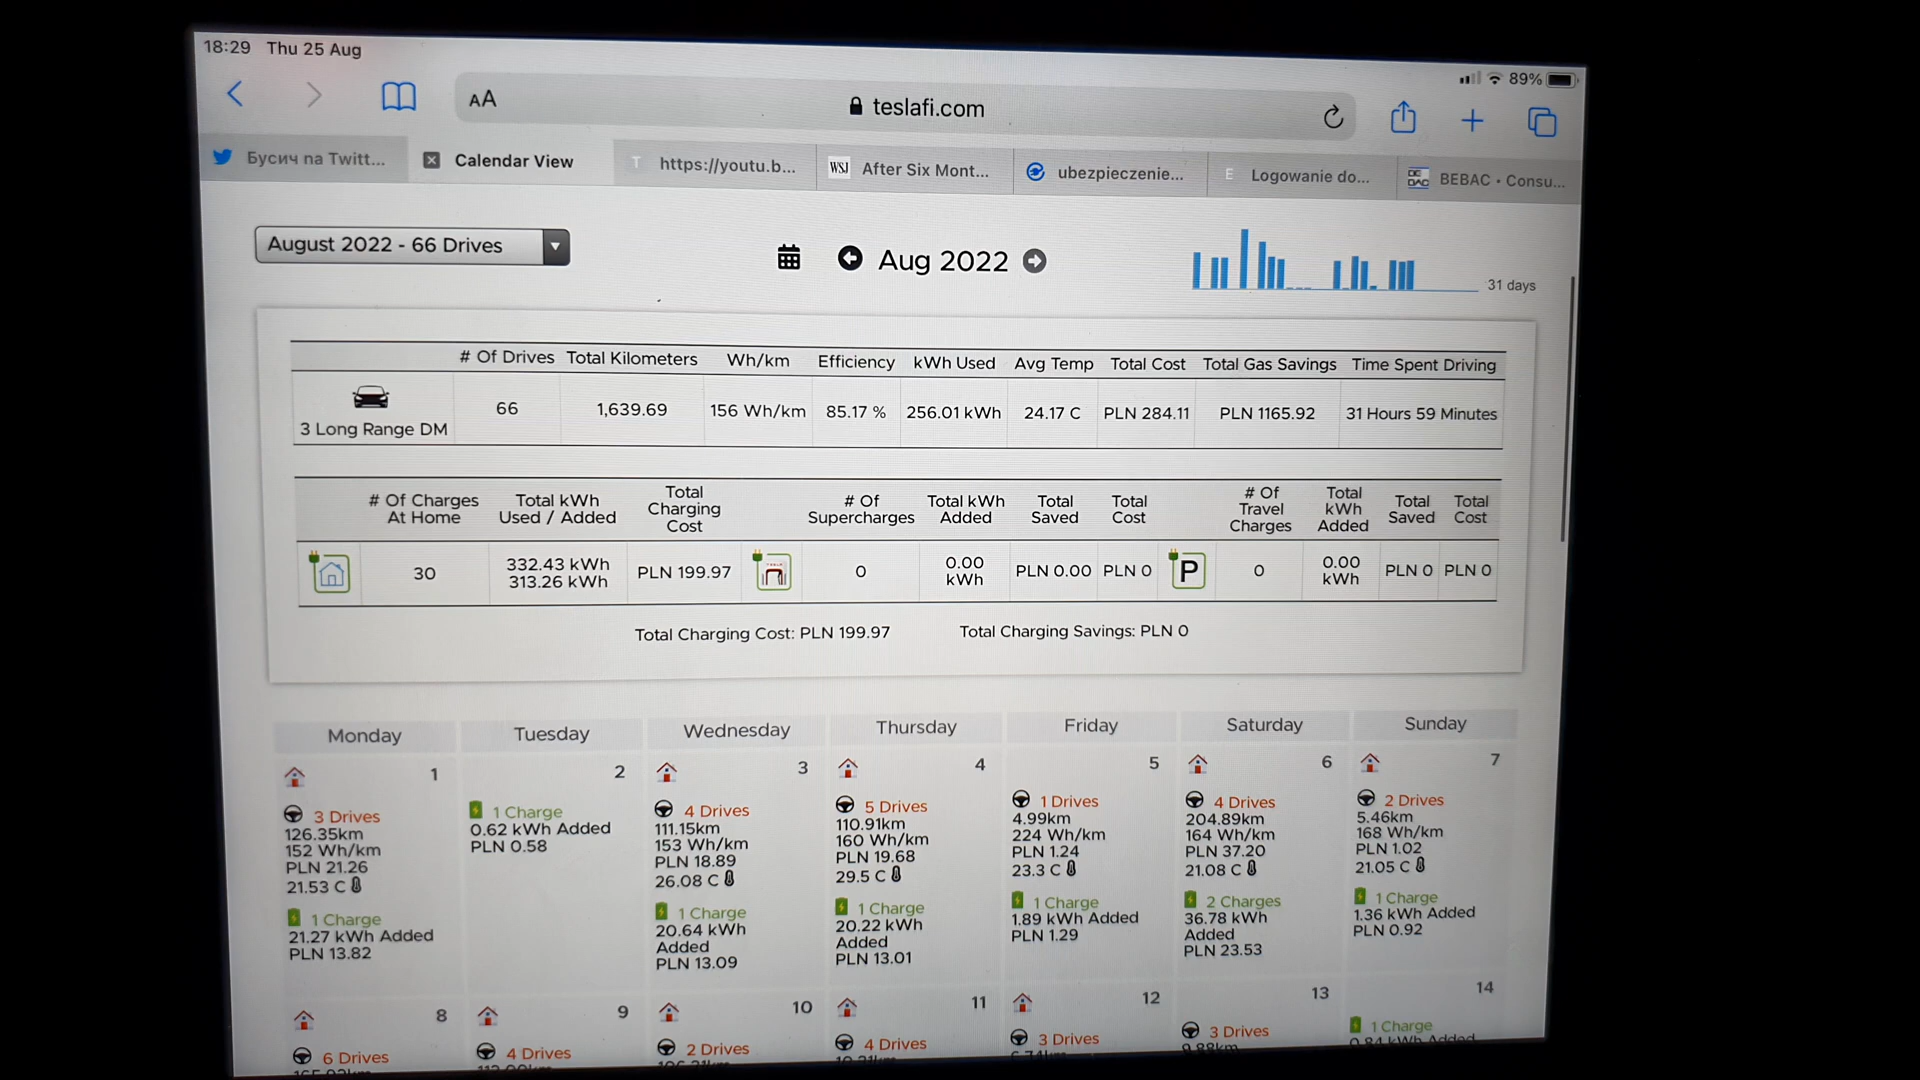 18:29 Thu 25 Aug
89%
AA
teslafi.com
Бусич na Twitt...
Calendar View
T https://youtu.b...
WSJ After Six Mont...
ubezpieczenie...
E Logowanie do...
BEBAC • Consu...
August 2022 - 66 Drives
Aug 2022
31 days
# Of Drives Total Kilometers Wh/km Efficiency kWh Used Avg Temp Total Cost Total Gas Savings Time Spent Driving
3 Long Range DM 66 1,639.69 156 Wh/km 85.17 % 256.01 kWh 24.17 C PLN 284.11 PLN 1165.92 31 Hours 59 Minutes
# Of Charges At Home
Total kWh Used / Added
Total Charging Cost
# Of Supercharges
Total kWh Added
Total Saved
Total Cost
# Of Travel Charges
Total kWh Added
Total Saved
Total Cost
30
332.43 kWh
313.26 kWh
PLN 199.97
0
0.00 kWh
PLN 0.00
PLN 0
P
0
0.00 kWh
PLN 0
PLN 0
Total Charging Cost: PLN 199.97 Total Charging Savings: PLN 0
Monday Tuesday Wednesday Thursday Friday Saturday Sunday
1
3 Drives
126.35km
152 Wh/km
PLN 21.26
21.53 C
1 Charge
21.27 kWh Added
PLN 13.82
2
1 Charge
0.62 kWh Added
PLN 0.58
3
4 Drives
111.15km
153 Wh/km
PLN 18.89
26.08 C
1 Charge
20.64 kWh
Added
PLN 13.09
4
5 Drives
110.91km
160 Wh/km
PLN 19.68
29.5 C
1 Charge
20.22 kWh
Added
PLN 13.01
5
1 Drives
4.99km
224 Wh/km
PLN 1.24
23.3 C
1 Charge
1.89 kWh Added
PLN 1.29
6
4 Drives
204.89km
164 Wh/km
PLN 37.20
21.08 C
2 Charges
36.78 kWh
Added
PLN 23.53
7
2 Drives
5.46km
168 Wh/km
PLN 1.02
21.05 C
1 Charge
1.36 kWh Added
PLN 0.92
8
6 Drives
9
4 Drives
10
2 Drives
11
4 Drives
12
3 Drives
13
3 Drives
9.88km
14
1 Charge
0.84 kWh Added